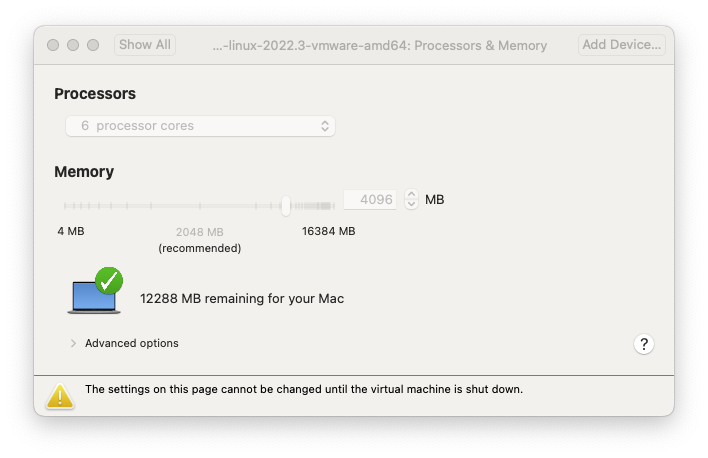 Show All
...-linux-2022.3-vmware-amd64: Processors & Memory
Add Device...
Processors
6 processor cores
Memory
4096 MB
4 MB
2048 MB
(recommended)
16384 MB
12288 MB remaining for your Mac
Advanced options
?
The settings on this page cannot be changed until the virtual machine is shut down.